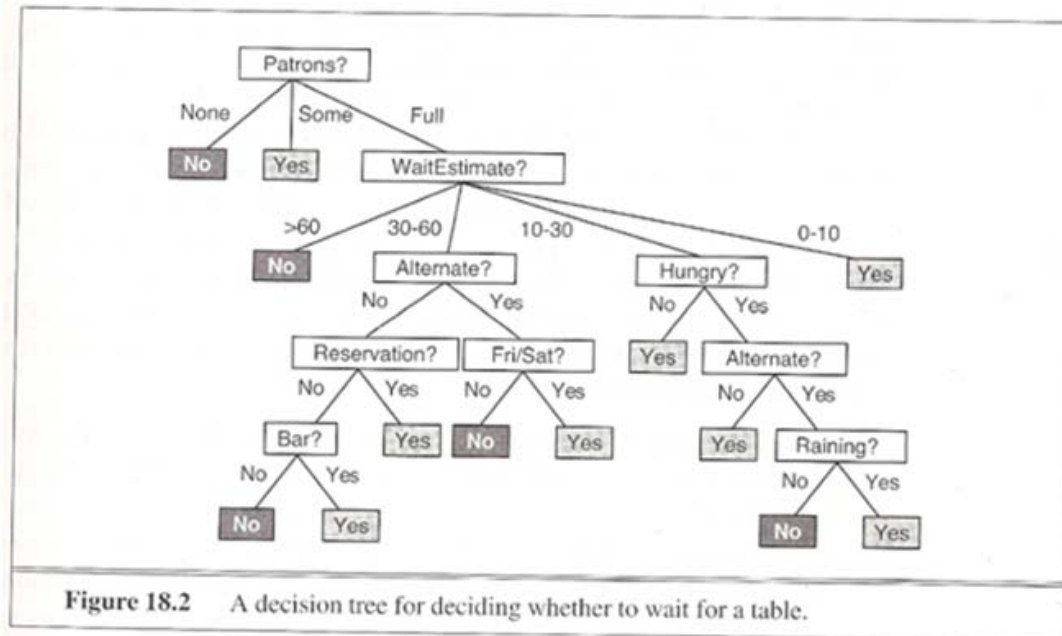 Patrons?
None Some Full
No Yes WaitEstimate?
>60 30-60 10-30 0-10
No Alternate? Hungry? Yes
No Yes No Yes
Reservation? Fri/Sat? Yes Alternate?
No Yes No Yes No Yes
Bar? Yes No Yes Yes Raining?
No Yes No Yes
No Yes No Yes
Figure 18.2 A decision tree for deciding whether to wait for a table.